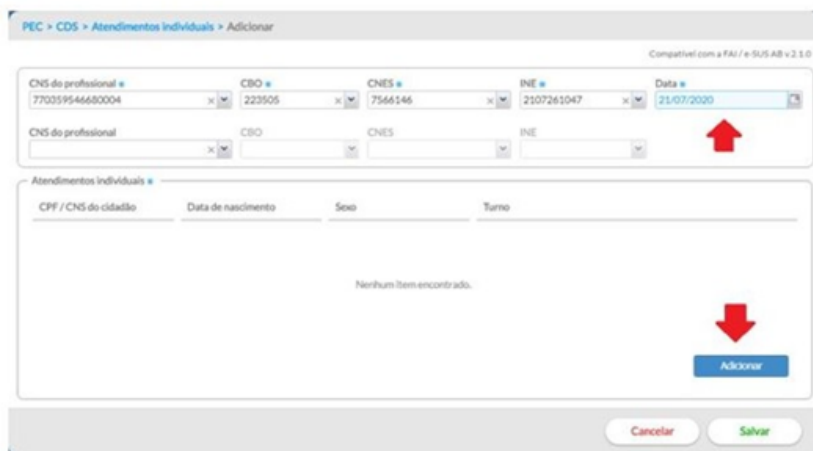 PEC > CDS > Atendimentos individuais > Adicionar
Compatível com a FAI / e-SUS AB v.2.1.0
CNS do profissional CBO CNES INE Data
770359546680004 223505 7566146 2107261047 21/07/2020
CNS do profissional CBO CNES INE
Atendimentos individuais
CPF / CNS do cidadão Data de nascimento Sexo Turno
Nenhum item encontrado.
Adicionar
Cancelar Salvar